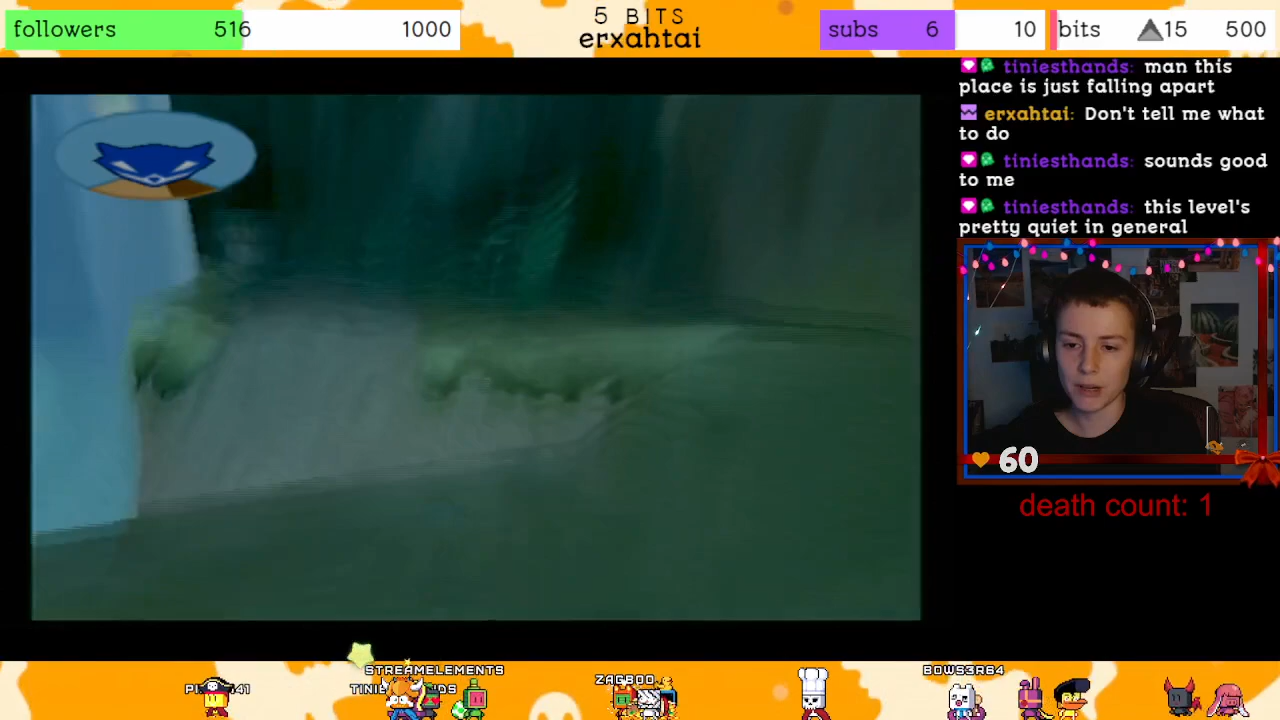 followers 516 1000
5 BITS
erxahtai
subs 6 10
bits 15 500
tiniesthands: man this
place is just falling apart
erxahtai: Don't tell me what
to do
tiniesthands: sounds good
to me
tiniesthands: this level's
pretty quiet in general
60
death count: 1
STREAMELEMENTS
ZAGBOO
BOWS3R64